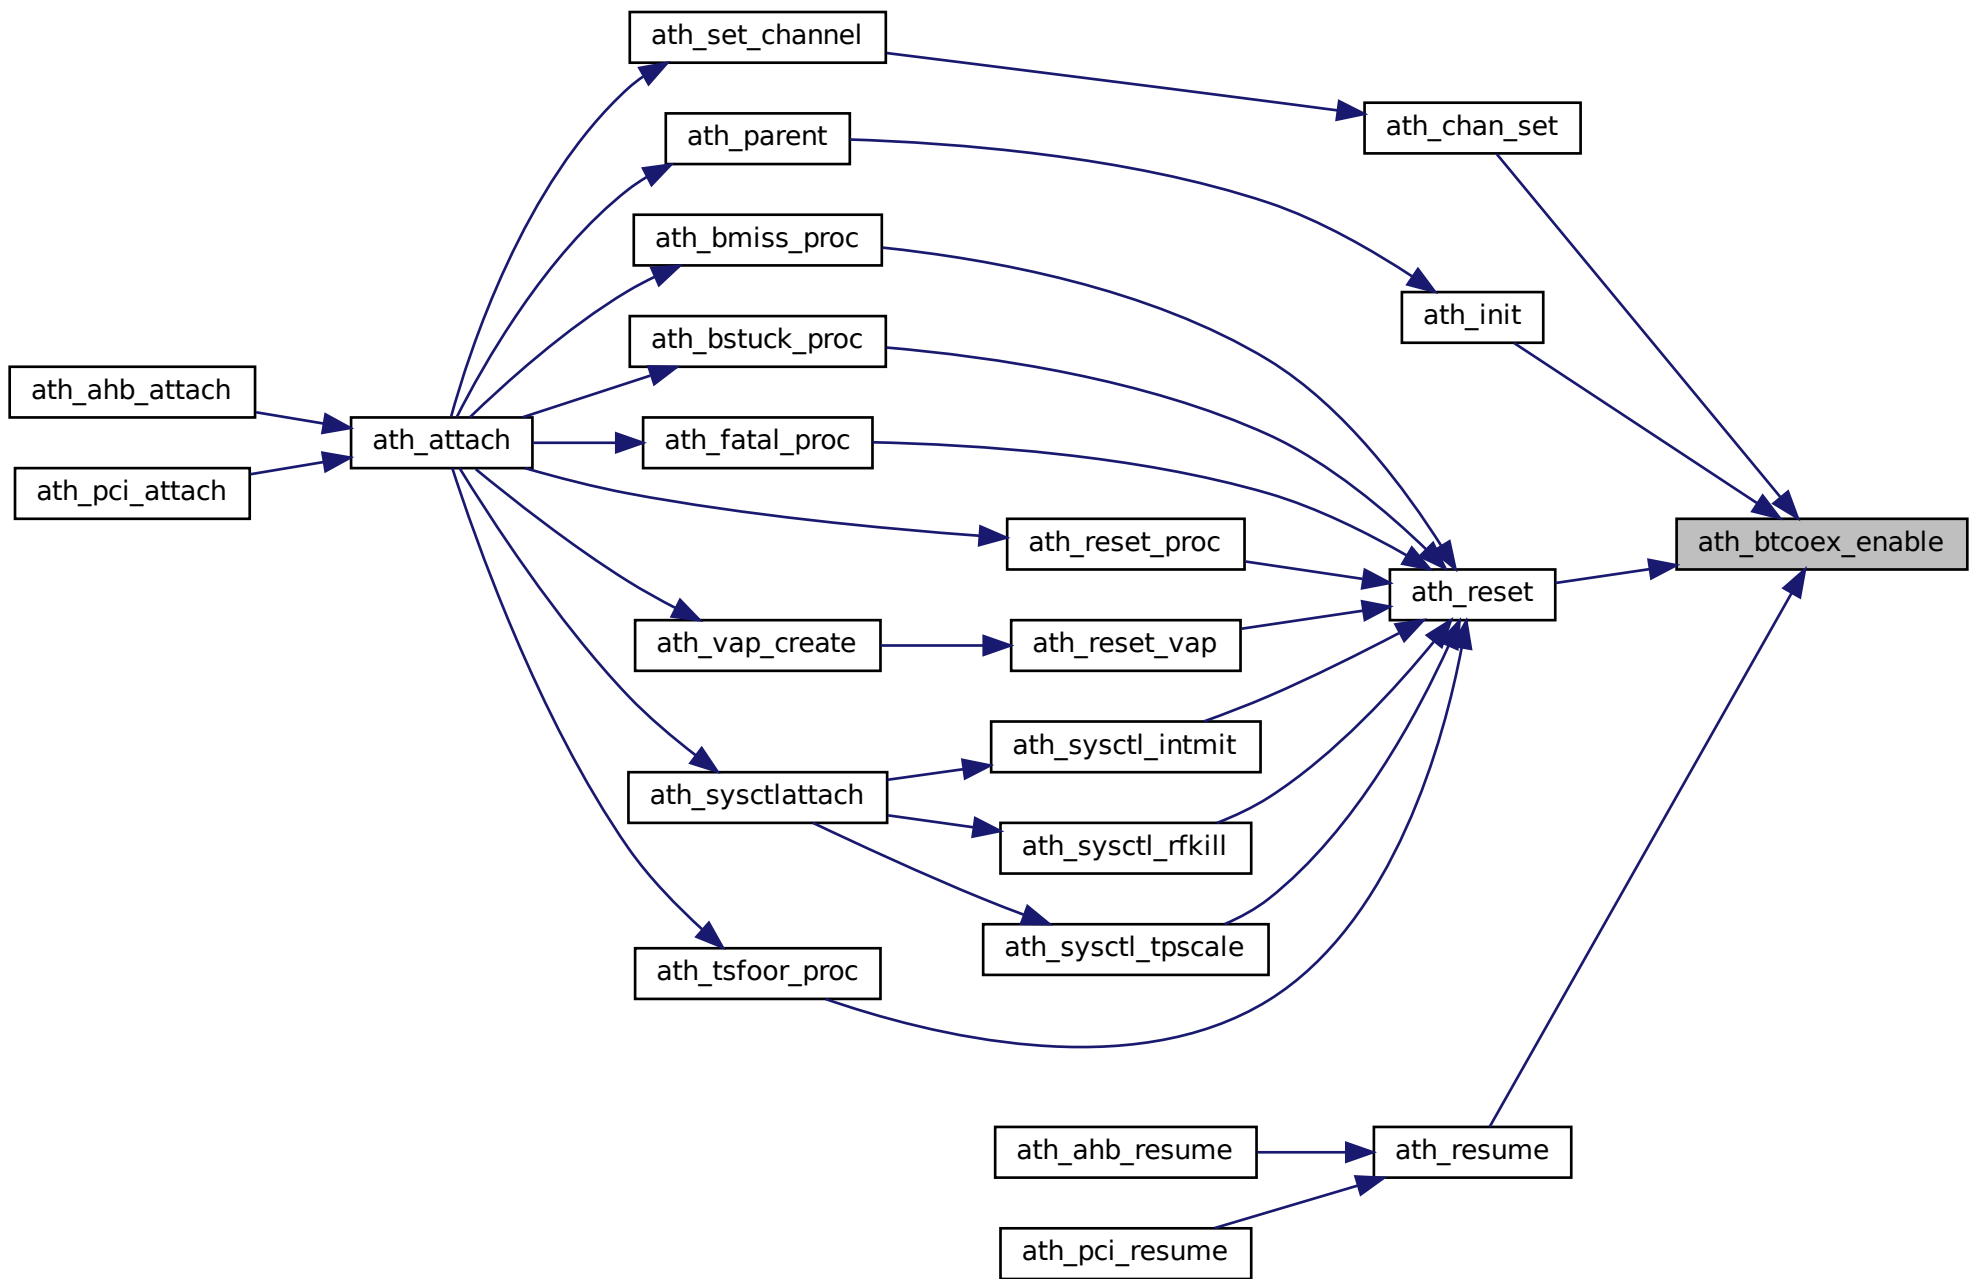 ath_set_channel
ath_chan_set
ath_parent
ath_bmiss_proc
ath_init
ath_bstuck_proc
ath_ahb_attach
ath_attach
ath_fatal_proc
ath_pci_attach
ath_reset_proc
ath_btcoex_enable
ath_reset
ath_vap_create
ath_reset_vap
ath_sysctl_intmit
ath_sysctlattach
ath_sysctl_rfkill
ath_sysctl_tpscale
ath_tsfoor_proc
ath_ahb_resume
ath_resume
ath_pci_resume